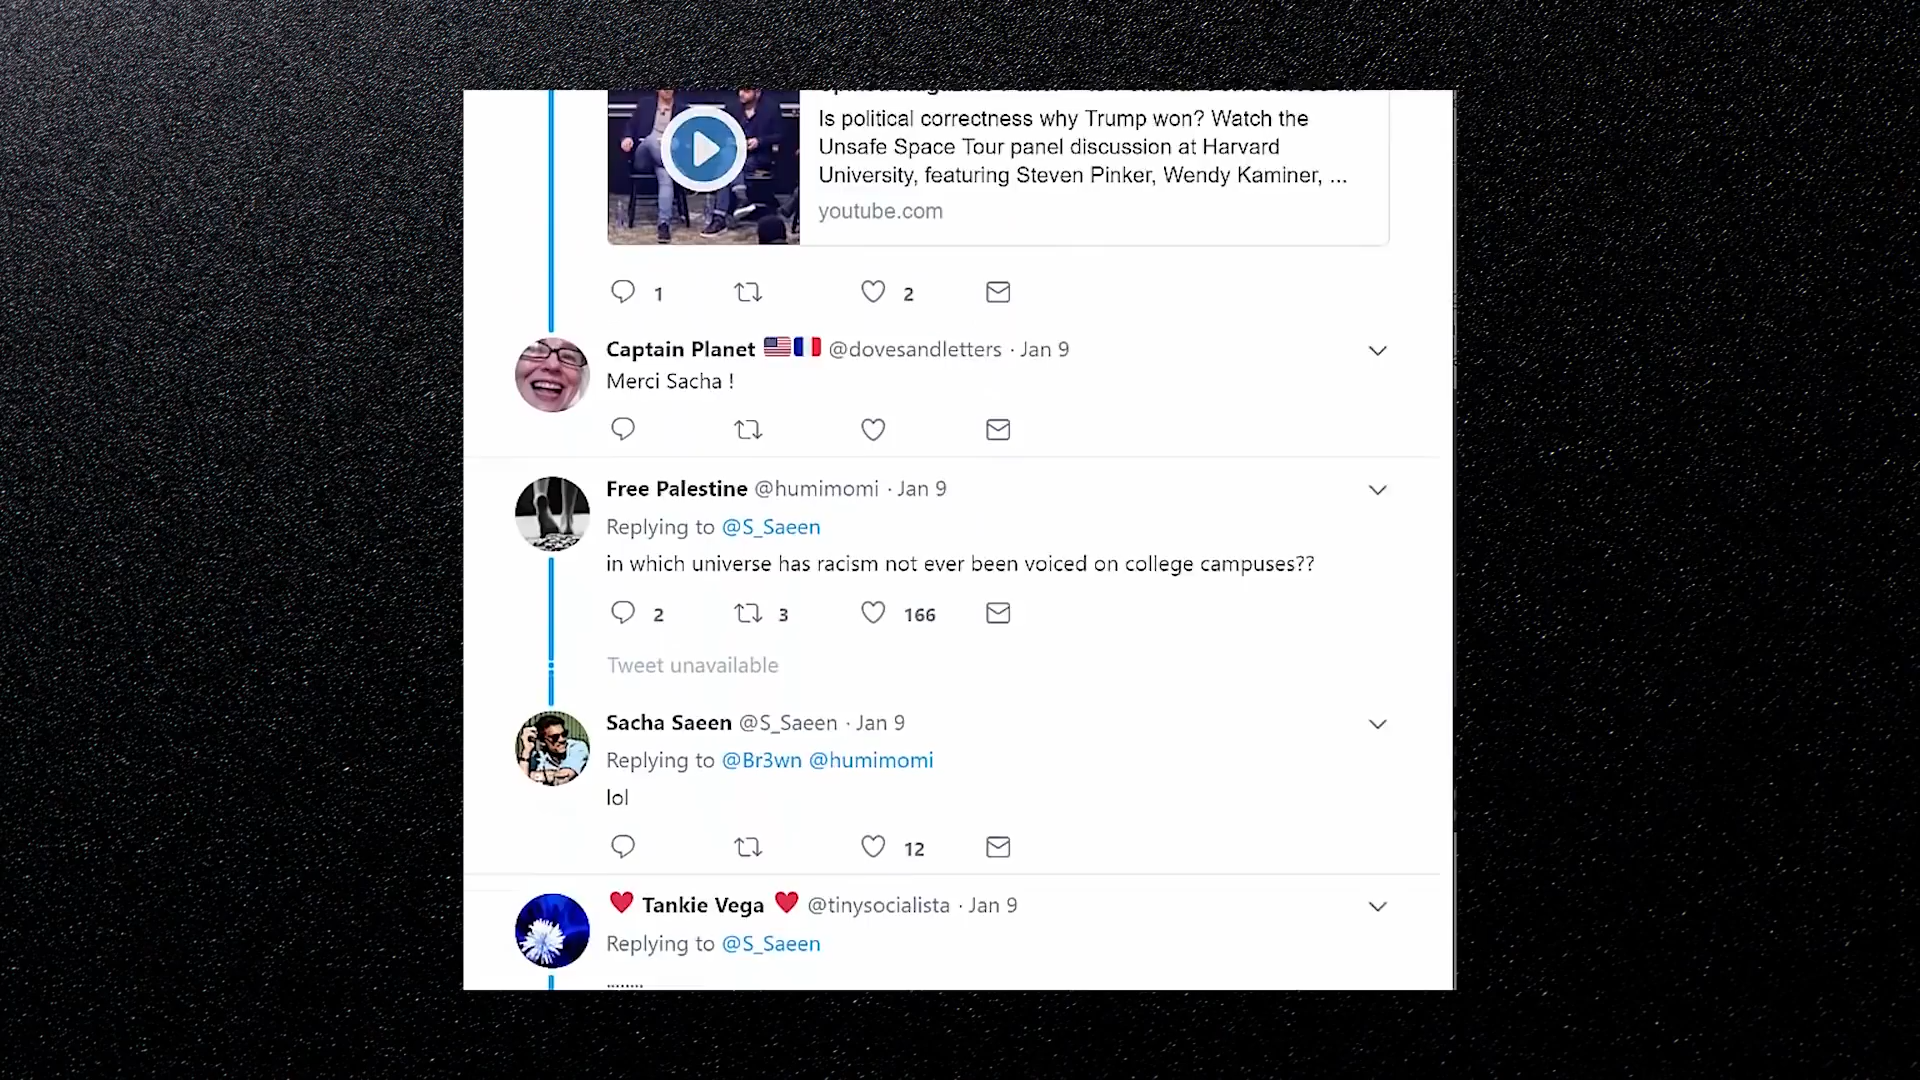 Is political correctness why Trump won? Watch the
Unsafe Space Tour panel discussion at Harvard
University, featuring Steven Pinker, Wendy Kaminer, ...
youtube.com
1 2
Captain Planet @dovesandletters · Jan 9
Merci Sacha !
Free Palestine @humimomi · Jan 9
Replying to @S_Saeen
in which universe has racism not ever been voiced on college campuses??
2 3 166
Tweet unavailable
Sacha Saeen @S_Saeen · Jan 9
Replying to @Br3wn @humimomi
lol
12
Tankie Vega @tinysocialista · Jan 9
Replying to @S_Saeen